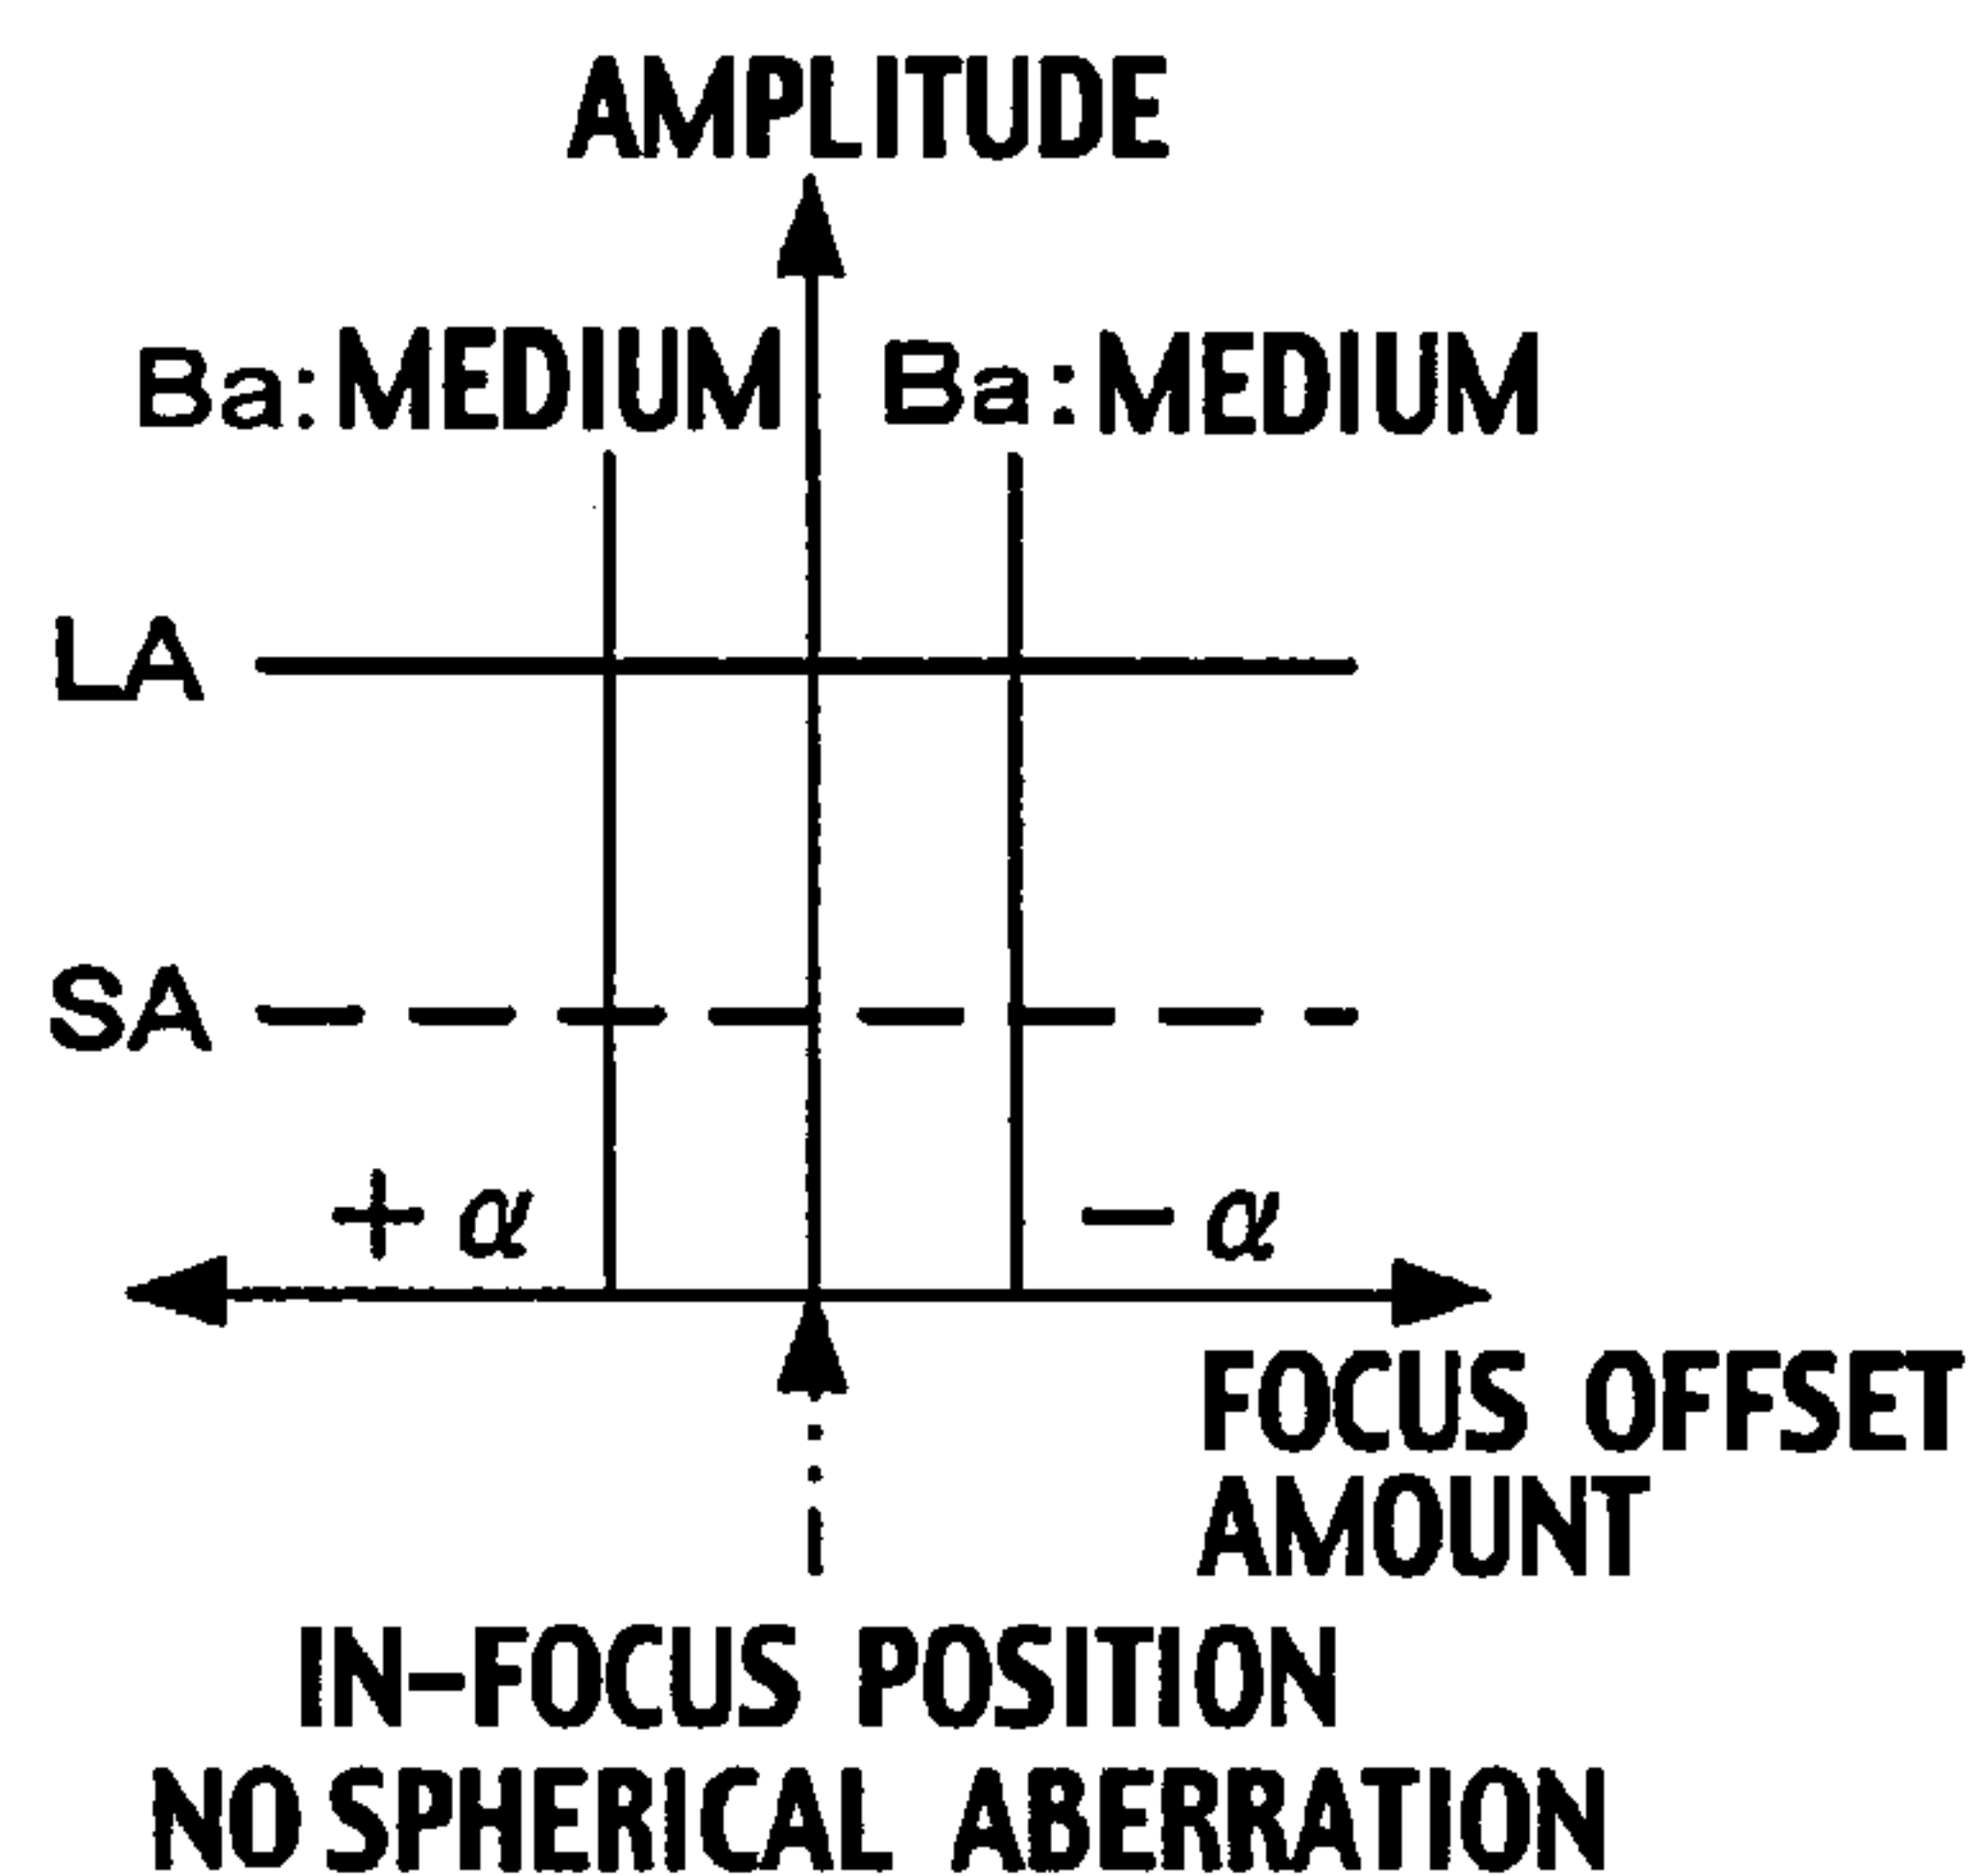 AMPLITUDE
Ba:MEDIUM Ba:MEDIUM
LA
SA
+α -α
FOCUS OFFSET
AMOUNT
IN-FOCUS POSITION
NO SPHERICAL ABERRATION